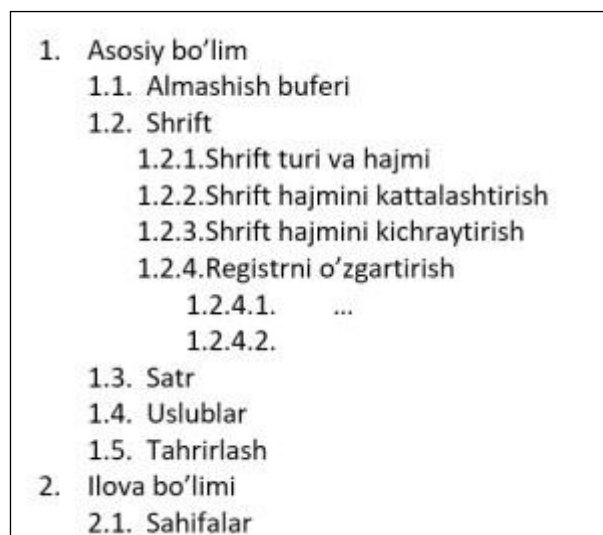 1. Asosiy bo’lim
1.1. Almashish buferi
1.2. Shrift
1.2.1.Shrift turi va hajmi
1.2.2.Shrift hajmini kattalashtirish
1.2.3.Shrift hajmini kichraytirish
1.2.4.Registrni o’zgartirish
1.2.4.1. ...
1.2.4.2.
1.3. Satr
1.4. Uslublar
1.5. Tahrirlash
2. Ilova bo’limi
2.1. Sahifalar